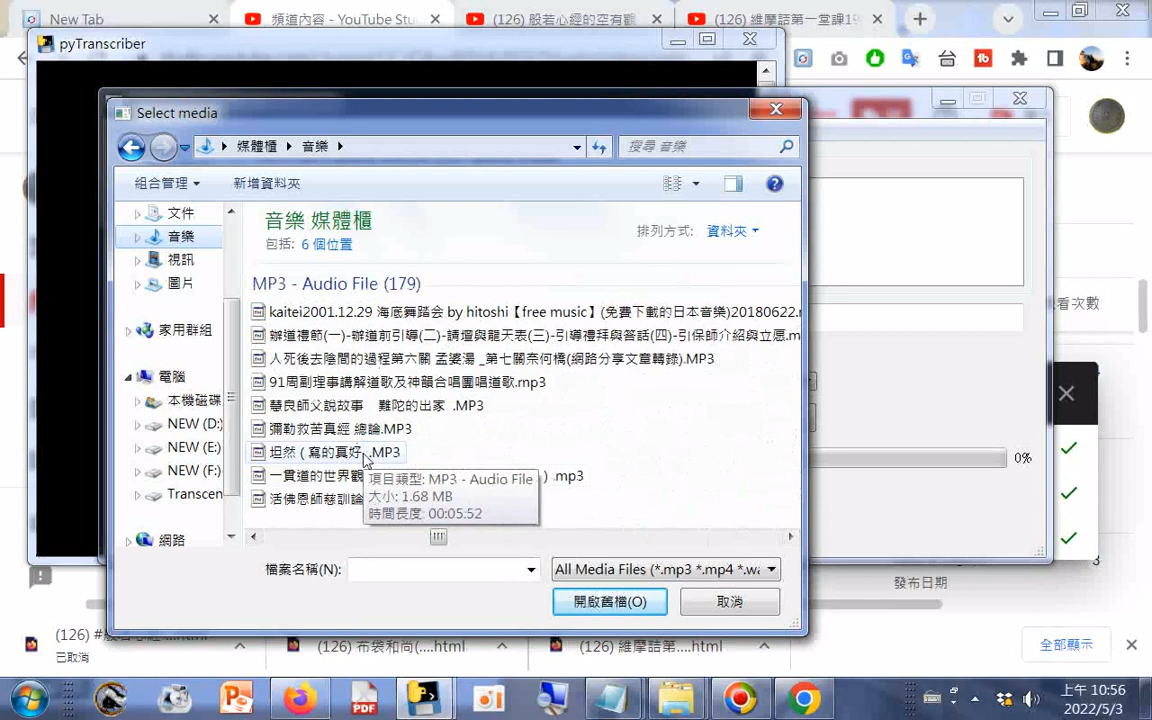 New Tab
頻道內容 - YouTube Stu
(126) 般若心經的空有觀
(126) 維摩詰第一堂課19
pyTranscriber
Select media
媒體櫃
音樂
搜尋 音樂
組合管理
新增資料夾
文件
音樂
視訊
圖片
家用群組
電腦
本機磁碟
NEW (D:)
NEW (E:)
NEW (F:)
Transcen
網路
音樂 媒體櫃
包括: 6 個位置
排列方式: 資料夾
MP3 - Audio File (179)
kaitei2001.12.29 海底舞踏会 by hitoshi【free music】(免費下載的日本音樂)20180622.m
辦道禮節(一)-辦道前引導(二)-請壇與龍天表(三)-引導禮拜與答話(四)-引保師介紹與立愿.m
人死後去陰間的過程第六關 孟婆湯 _第七關奈何橋(網路分享文章轉錄).MP3
91周副理事講解道歌及神韻合唱團唱道歌.mp3
慧良師父說故事 難陀的出家 .MP3
彌勒救苦真經 總論.MP3
坦然 ( 寫的真好 .MP3
一貫道的世界觀
) .mp3
活佛恩師慈訓論
項目類型: MP3 - Audio File
大小: 1.68 MB
時間長度: 00:05:52
檔案名稱(N):
All Media Files (*.mp3 *.mp4 *.wa
開啟舊檔(O)
取消
0%
看次數
3
發布日期
(126) #
....html
已取消
(126) 布袋和尚(....html
(126) 維摩詰第....html
全部顯示
PDF
上午 10:56
2022/5/3